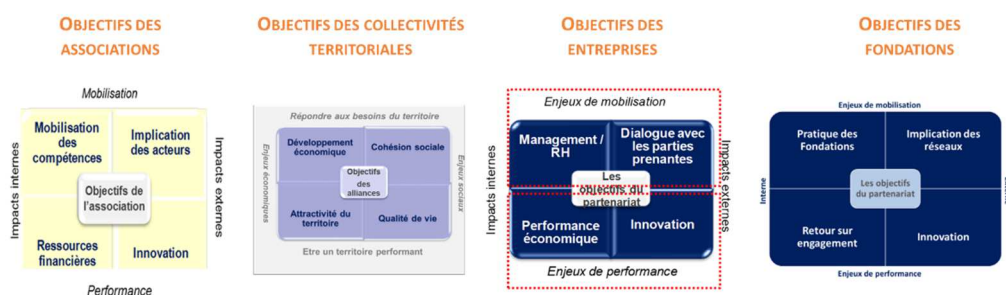 OBJECTIFS DES
ASSOCIATIONS
Mobilisation
Impacts internes
Mobilisation
des
compétences
Implication
des acteurs
Objectifs de
l'association
Ressources
financières
Innovation
Impacts externes
Performance
OBJECTIFS DES COLLECTIVITÉS
TERRITORIALES
Répondre aux besoins du territoire
Enjeux économiques
Développement
économique
Cohésion sociale
Objectifs
des
alliances
Attractivité du
territoire
Qualité de vie
Enjeux sociaux
Etre un territoire performant
OBJECTIFS DES
ENTREPRISES
Enjeux de mobilisation
Impacts internes
Management /
RH
Dialogue avec
les parties
prenantes
Les
objectifs du
partenariat
Performance
économique
Innovation
Impacts externes
Enjeux de performance
OBJECTIFS DES
FONDATIONS
Enjeux de mobilisation
Interne
Pratique des
Fondations
Implication des
réseaux
Les objectifs
du partenariat
Retour sur
engagement
Innovation
Enjeux de performance